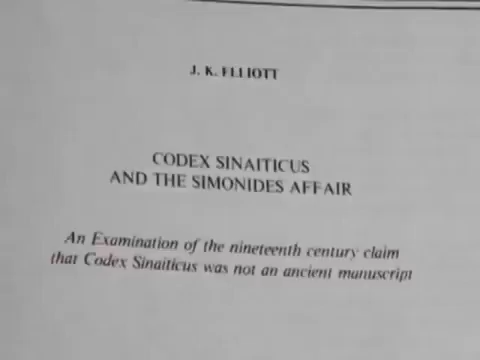 J. K. ELLIOTT
CODEX SINAITICUS
AND THE SIMONIDES AFFAIR
An Examination of the nineteenth century claim
that Codex Sinaiticus was not an ancient manuscript